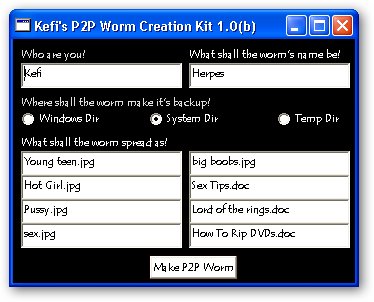 Kefi's P2P Worm Creation Kit 1.0(b)
Who are you! What shall the worm's name be!
Kefi Herpes
Where shall the worm make it's backup!
Windows Dir System Dir Temp Dir
What shall the worm spread as!
Young teen.jpg big boobs.jpg
Hot Girl.jpg Sex Tips.doc
Pussy.jpg Lord of the rings.doc
sex.jpg How To Rip DVDs.doc
Make P2P Worm